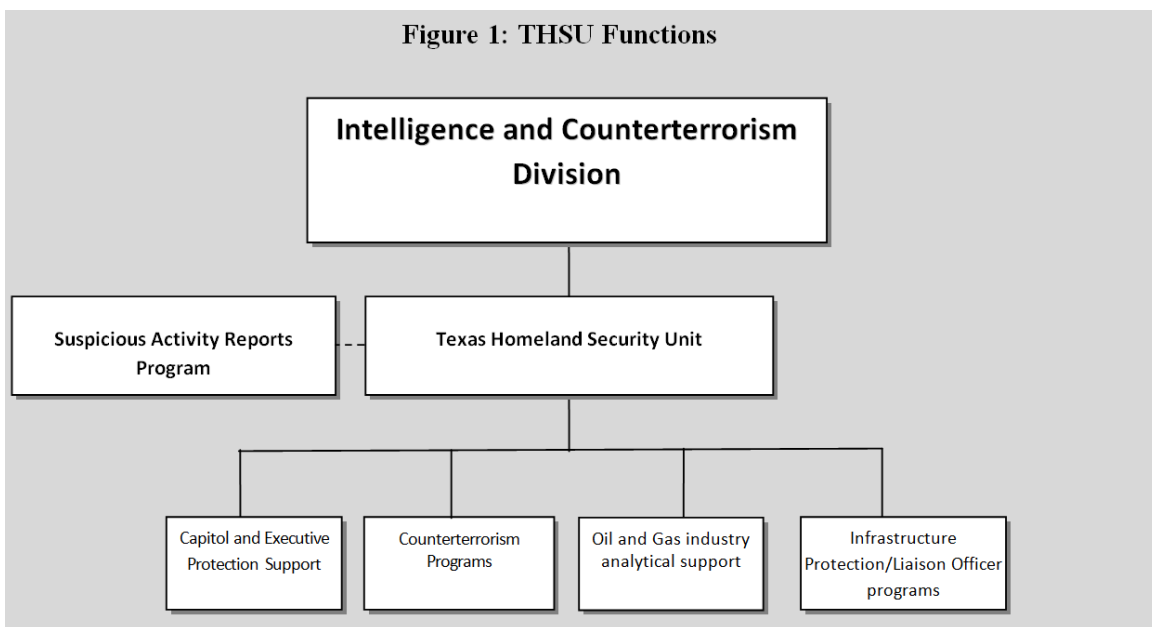 Figure 1: THSU Functions
Intelligence and Counterterrorism
Division
Suspicious Activity Reports
Program
Texas Homeland Security Unit
Capitol and Executive
Protection Support
Counterterrorism
Programs
Oil and Gas industry
analytical support
Infrastructure
Protection/Liaison Officer
programs